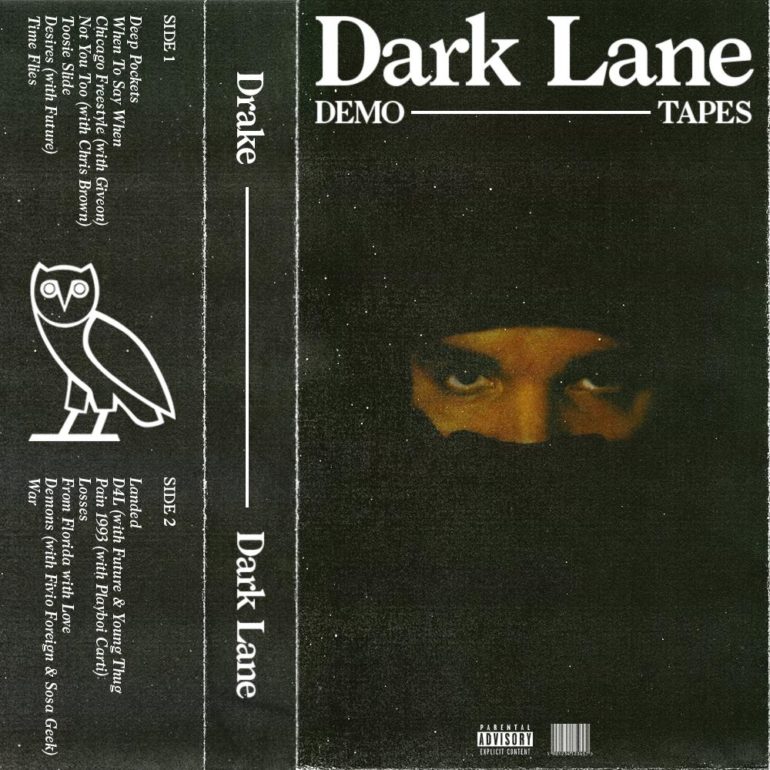 SIDE 1
Deep Pockets
When To Say When
Chicago Freestyle (with Giveon)
Not You Too (with Chris Brown)
Toosie Slide
Desires (with Future)
Time Flies
SIDE 2
Landed
D4L (with Future & Young Thug
Pain 1993 (with Playboi Carti)
Losses
From Florida with Love
Demons (with Fivio Foreign & Sosa Geek)
War
Drake
Dark Lane
Dark Lane
DEMO
TAPES
PARENTAL
ADVISORY
EXPLICIT CONTENT